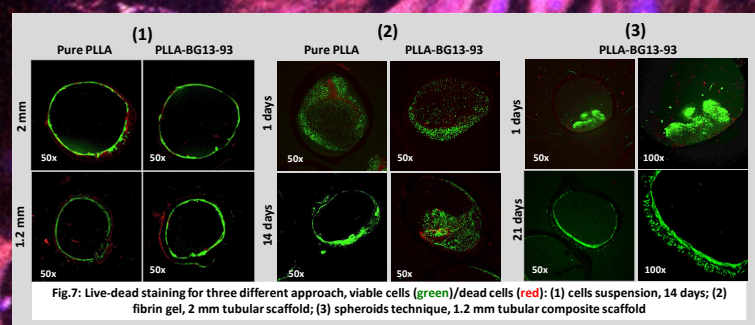 (1)
(2)
(3)
Pure PLLA
PLLA-BG13-93
Pure PLLA
PLLA-BG13-93
PLLA-BG13-93
2 mm
50x
50x
1 days
50x
50x
1 days
50x
100x
1.2 mm
50x
50x
14 days
50x
50x
21 days
50x
100x
Fig.7: Live-dead staining for three different approach, viable cells (green)/dead cells (red): (1) cells suspension, 14 days; (2)
fibrin gel, 2 mm tubular scaffold; (3) spheroids technique, 1.2 mm tubular composite scaffold